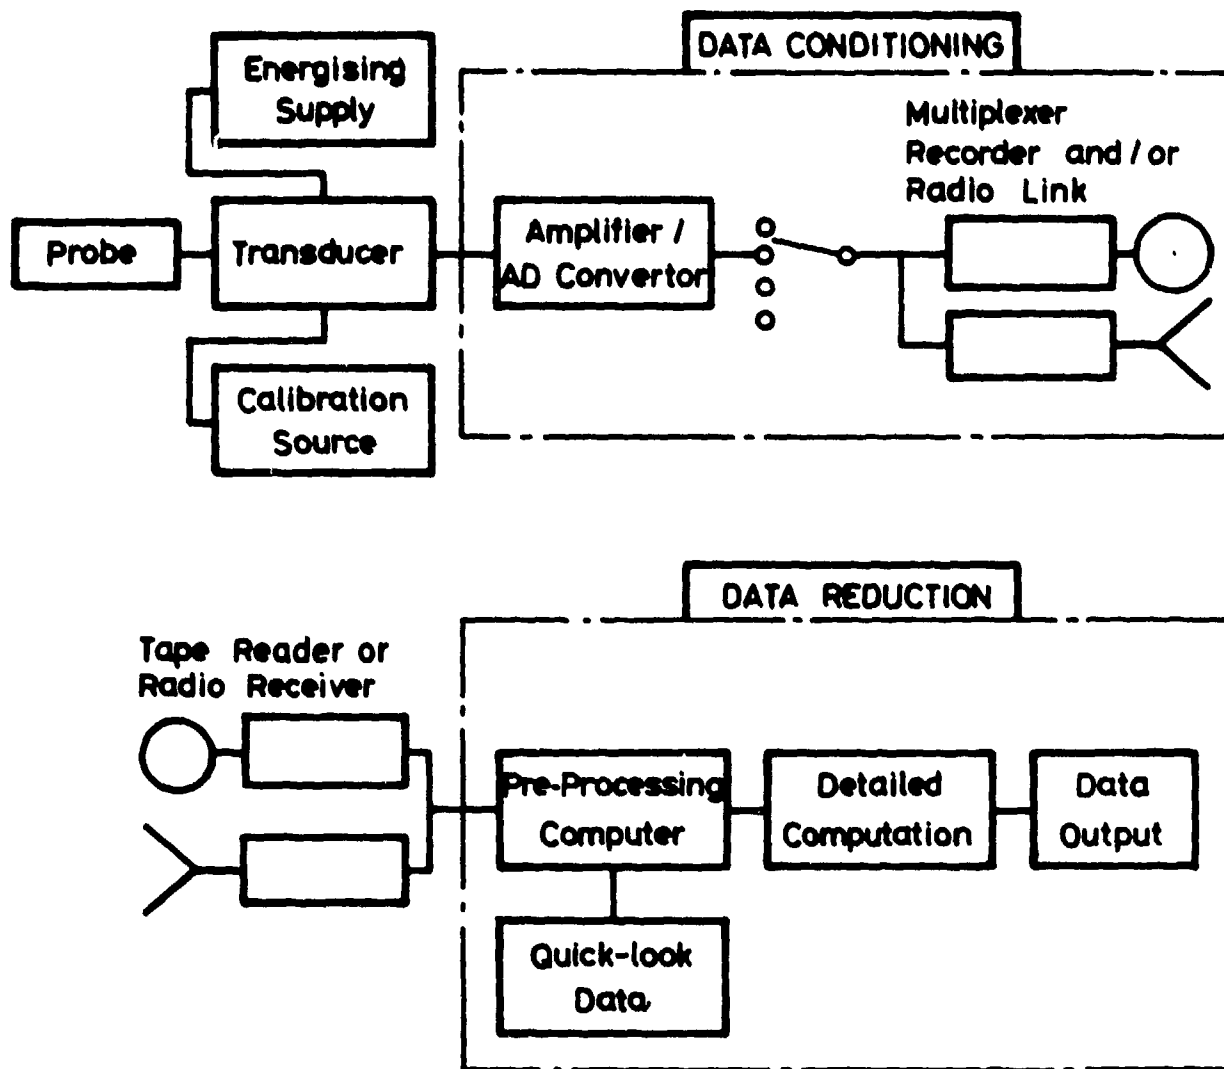 DATA CONDITIONING
Energising
Supply
Multiplexer
Recorder and/or
Radio Link
Probe
Transducer
Amplifier /
AD Convertor
Calibration
Source
DATA REDUCTION
Tape Reader or
Radio Receiver
Pre-Processing
Computer
Detailed
Computation
Data
Output
Quick-look
Data